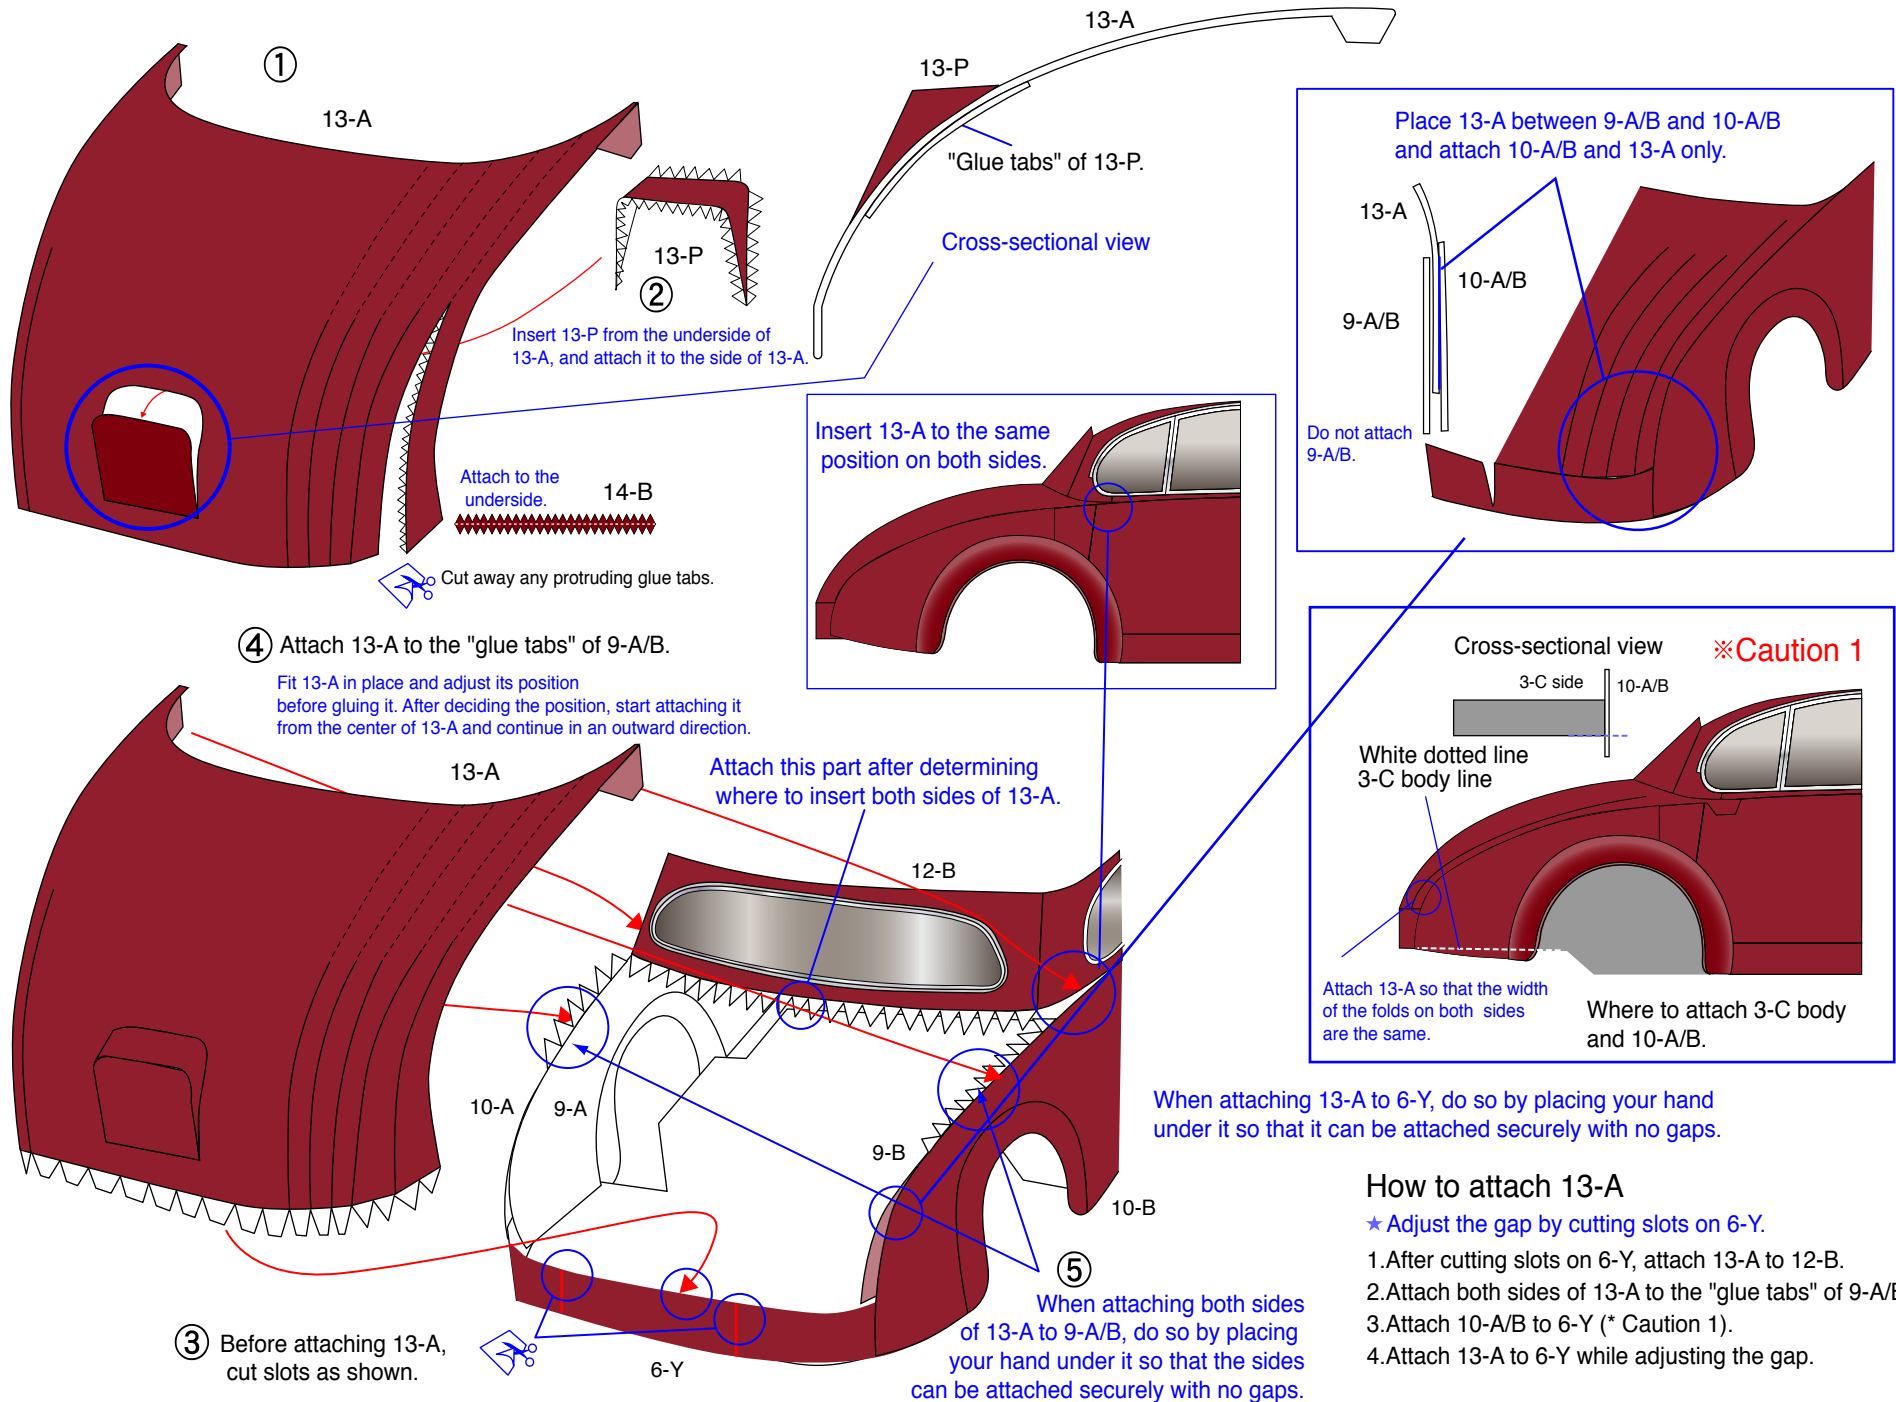 ①
13-A
13-P
②
Insert 13-P from the underside of
13-A, and attach it to the side of 13-A.
Attach to the
underside.
14-B
Cut away any protruding glue tabs.
13-A
13-P
"Glue tabs" of 13-P.
Cross-sectional view
Insert 13-A to the same
position on both sides.
Place 13-A between 9-A/B and 10-A/B
and attach 10-A/B and 13-A only.
13-A
10-A/B
9-A/B
Do not attach
9-A/B.
Cross-sectional view
※Caution 1
3-C side
10-A/B
White dotted line
3-C body line
Attach 13-A so that the width
of the folds on both sides
are the same.
Where to attach 3-C body
and 10-A/B.
④ Attach 13-A to the "glue tabs" of 9-A/B.
Fit 13-A in place and adjust its position
before gluing it. After deciding the position, start attaching it
from the center of 13-A and continue in an outward direction.
13-A
Attach this part after determining
where to insert both sides of 13-A.
12-B
10-A
9-A
9-B
10-B
6-Y
③ Before attaching 13-A,
cut slots as shown.
⑤
When attaching both sides
of 13-A to 9-A/B, do so by placing
your hand under it so that the sides
can be attached securely with no gaps.
When attaching 13-A to 6-Y, do so by placing your hand
under it so that it can be attached securely with no gaps.
How to attach 13-A
★Adjust the gap by cutting slots on 6-Y.
1.After cutting slots on 6-Y, attach 13-A to 12-B.
2.Attach both sides of 13-A to the "glue tabs" of 9-A/B
3.Attach 10-A/B to 6-Y (* Caution 1).
4.Attach 13-A to 6-Y while adjusting the gap.